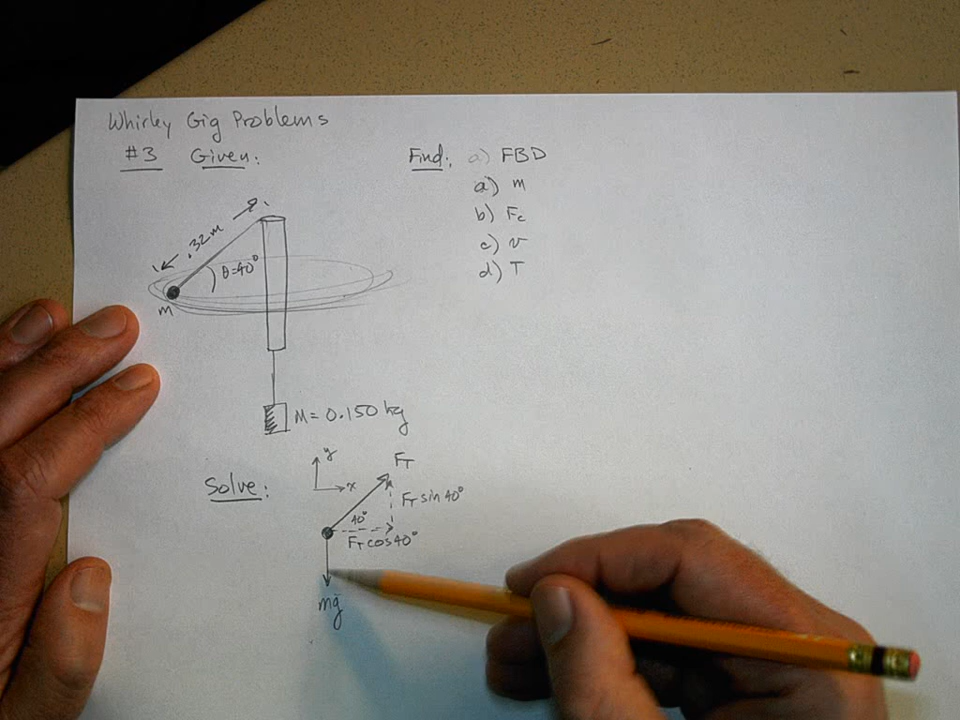 Whirley Gig Problems
#3 Given:
Find: a) FBD
a) m
b) Fc
c) v
d) T
.32m
θ=40°
m
M = 0.150 kg
Solve:
y
x
FT
FT sin 40°
40°
FT cos 40°
mg